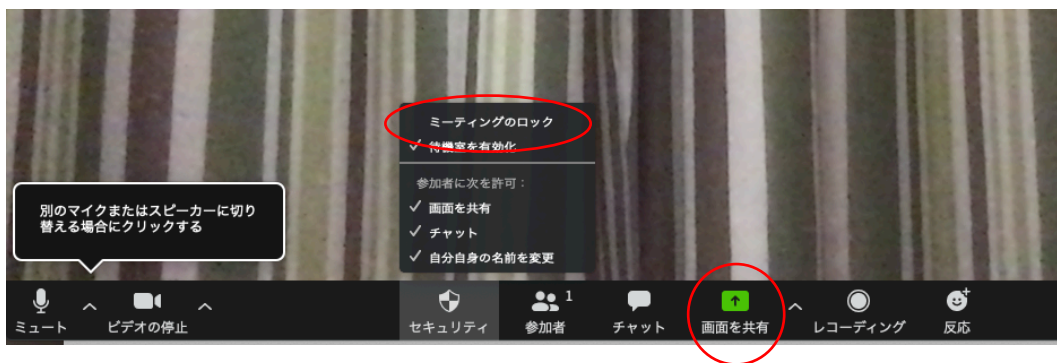 ミーティングのロック
待機室を有効化
参加者に次を許可：
画面を共有
チャット
自分自身の名前を変更
別のマイクまたはスピーカーに切り
替える場合にクリックする
1
ミュート
ビデオの停止
セキュリティ
参加者
チャット
画面を共有
レコーディング
反応